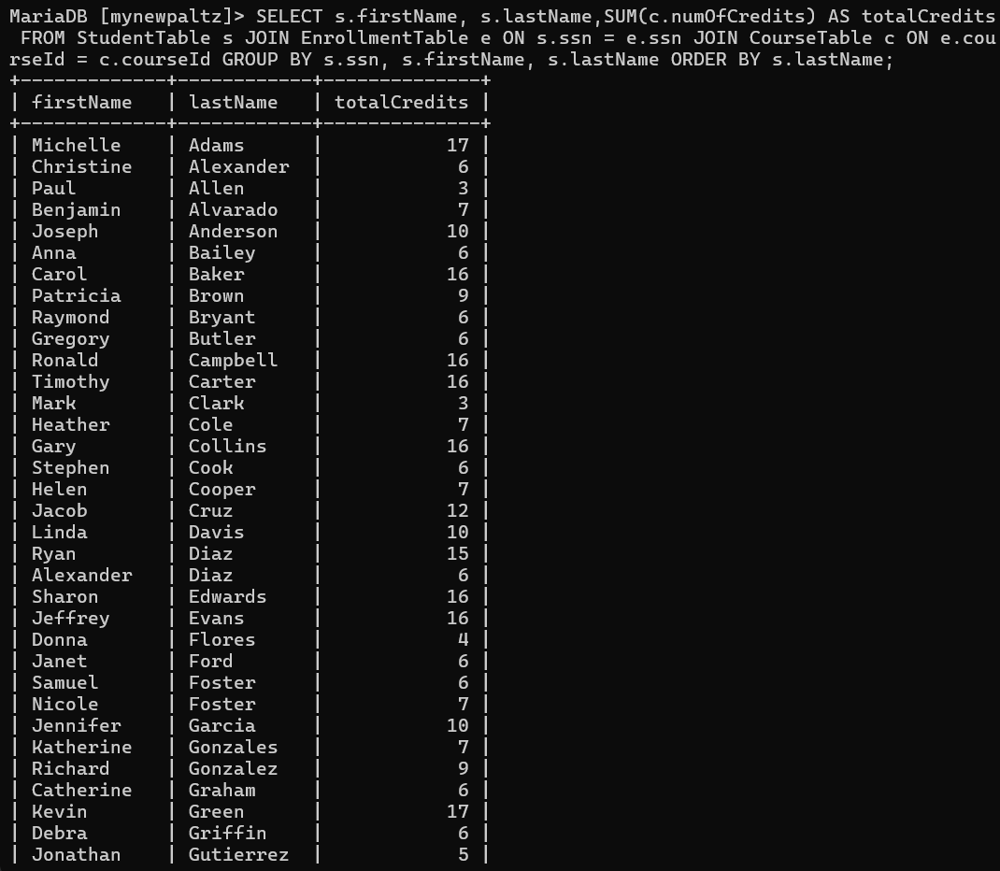 MariaDB [mynewpaltz]> SELECT s.firstName, s.lastName,SUM(c.numOfCredits) AS totalCredits
 FROM StudentTable s JOIN EnrollmentTable e ON s.ssn = e.ssn JOIN CourseTable c ON e.cou
rseId = c.courseId GROUP BY s.ssn, s.firstName, s.lastName ORDER BY s.lastName;
+-------------+------------+--------------+
| firstName   | lastName   | totalCredits |
+-------------+------------+--------------+
| Michelle    | Adams      |           17 |
| Christine   | Alexander  |            6 |
| Paul        | Allen      |            3 |
| Benjamin    | Alvarado   |            7 |
| Joseph      | Anderson   |           10 |
| Anna        | Bailey     |            6 |
| Carol       | Baker      |           16 |
| Patricia    | Brown      |            9 |
| Raymond     | Bryant     |            6 |
| Gregory     | Butler     |            6 |
| Ronald      | Campbell   |           16 |
| Timothy     | Carter     |           16 |
| Mark        | Clark      |            3 |
| Heather     | Cole       |            7 |
| Gary        | Collins    |           16 |
| Stephen     | Cook       |            6 |
| Helen       | Cooper     |            7 |
| Jacob       | Cruz       |           12 |
| Linda       | Davis      |           10 |
| Ryan        | Diaz       |           15 |
| Alexander   | Diaz       |            6 |
| Sharon      | Edwards    |           16 |
| Jeffrey     | Evans      |           16 |
| Donna       | Flores     |            4 |
| Janet       | Ford       |            6 |
| Samuel      | Foster     |            6 |
| Nicole      | Foster     |            7 |
| Jennifer    | Garcia     |           10 |
| Katherine   | Gonzales   |            7 |
| Richard     | Gonzalez   |            9 |
| Catherine   | Graham     |            6 |
| Kevin       | Green      |           17 |
| Debra       | Griffin    |            6 |
| Jonathan    | Gutierrez  |            5 |